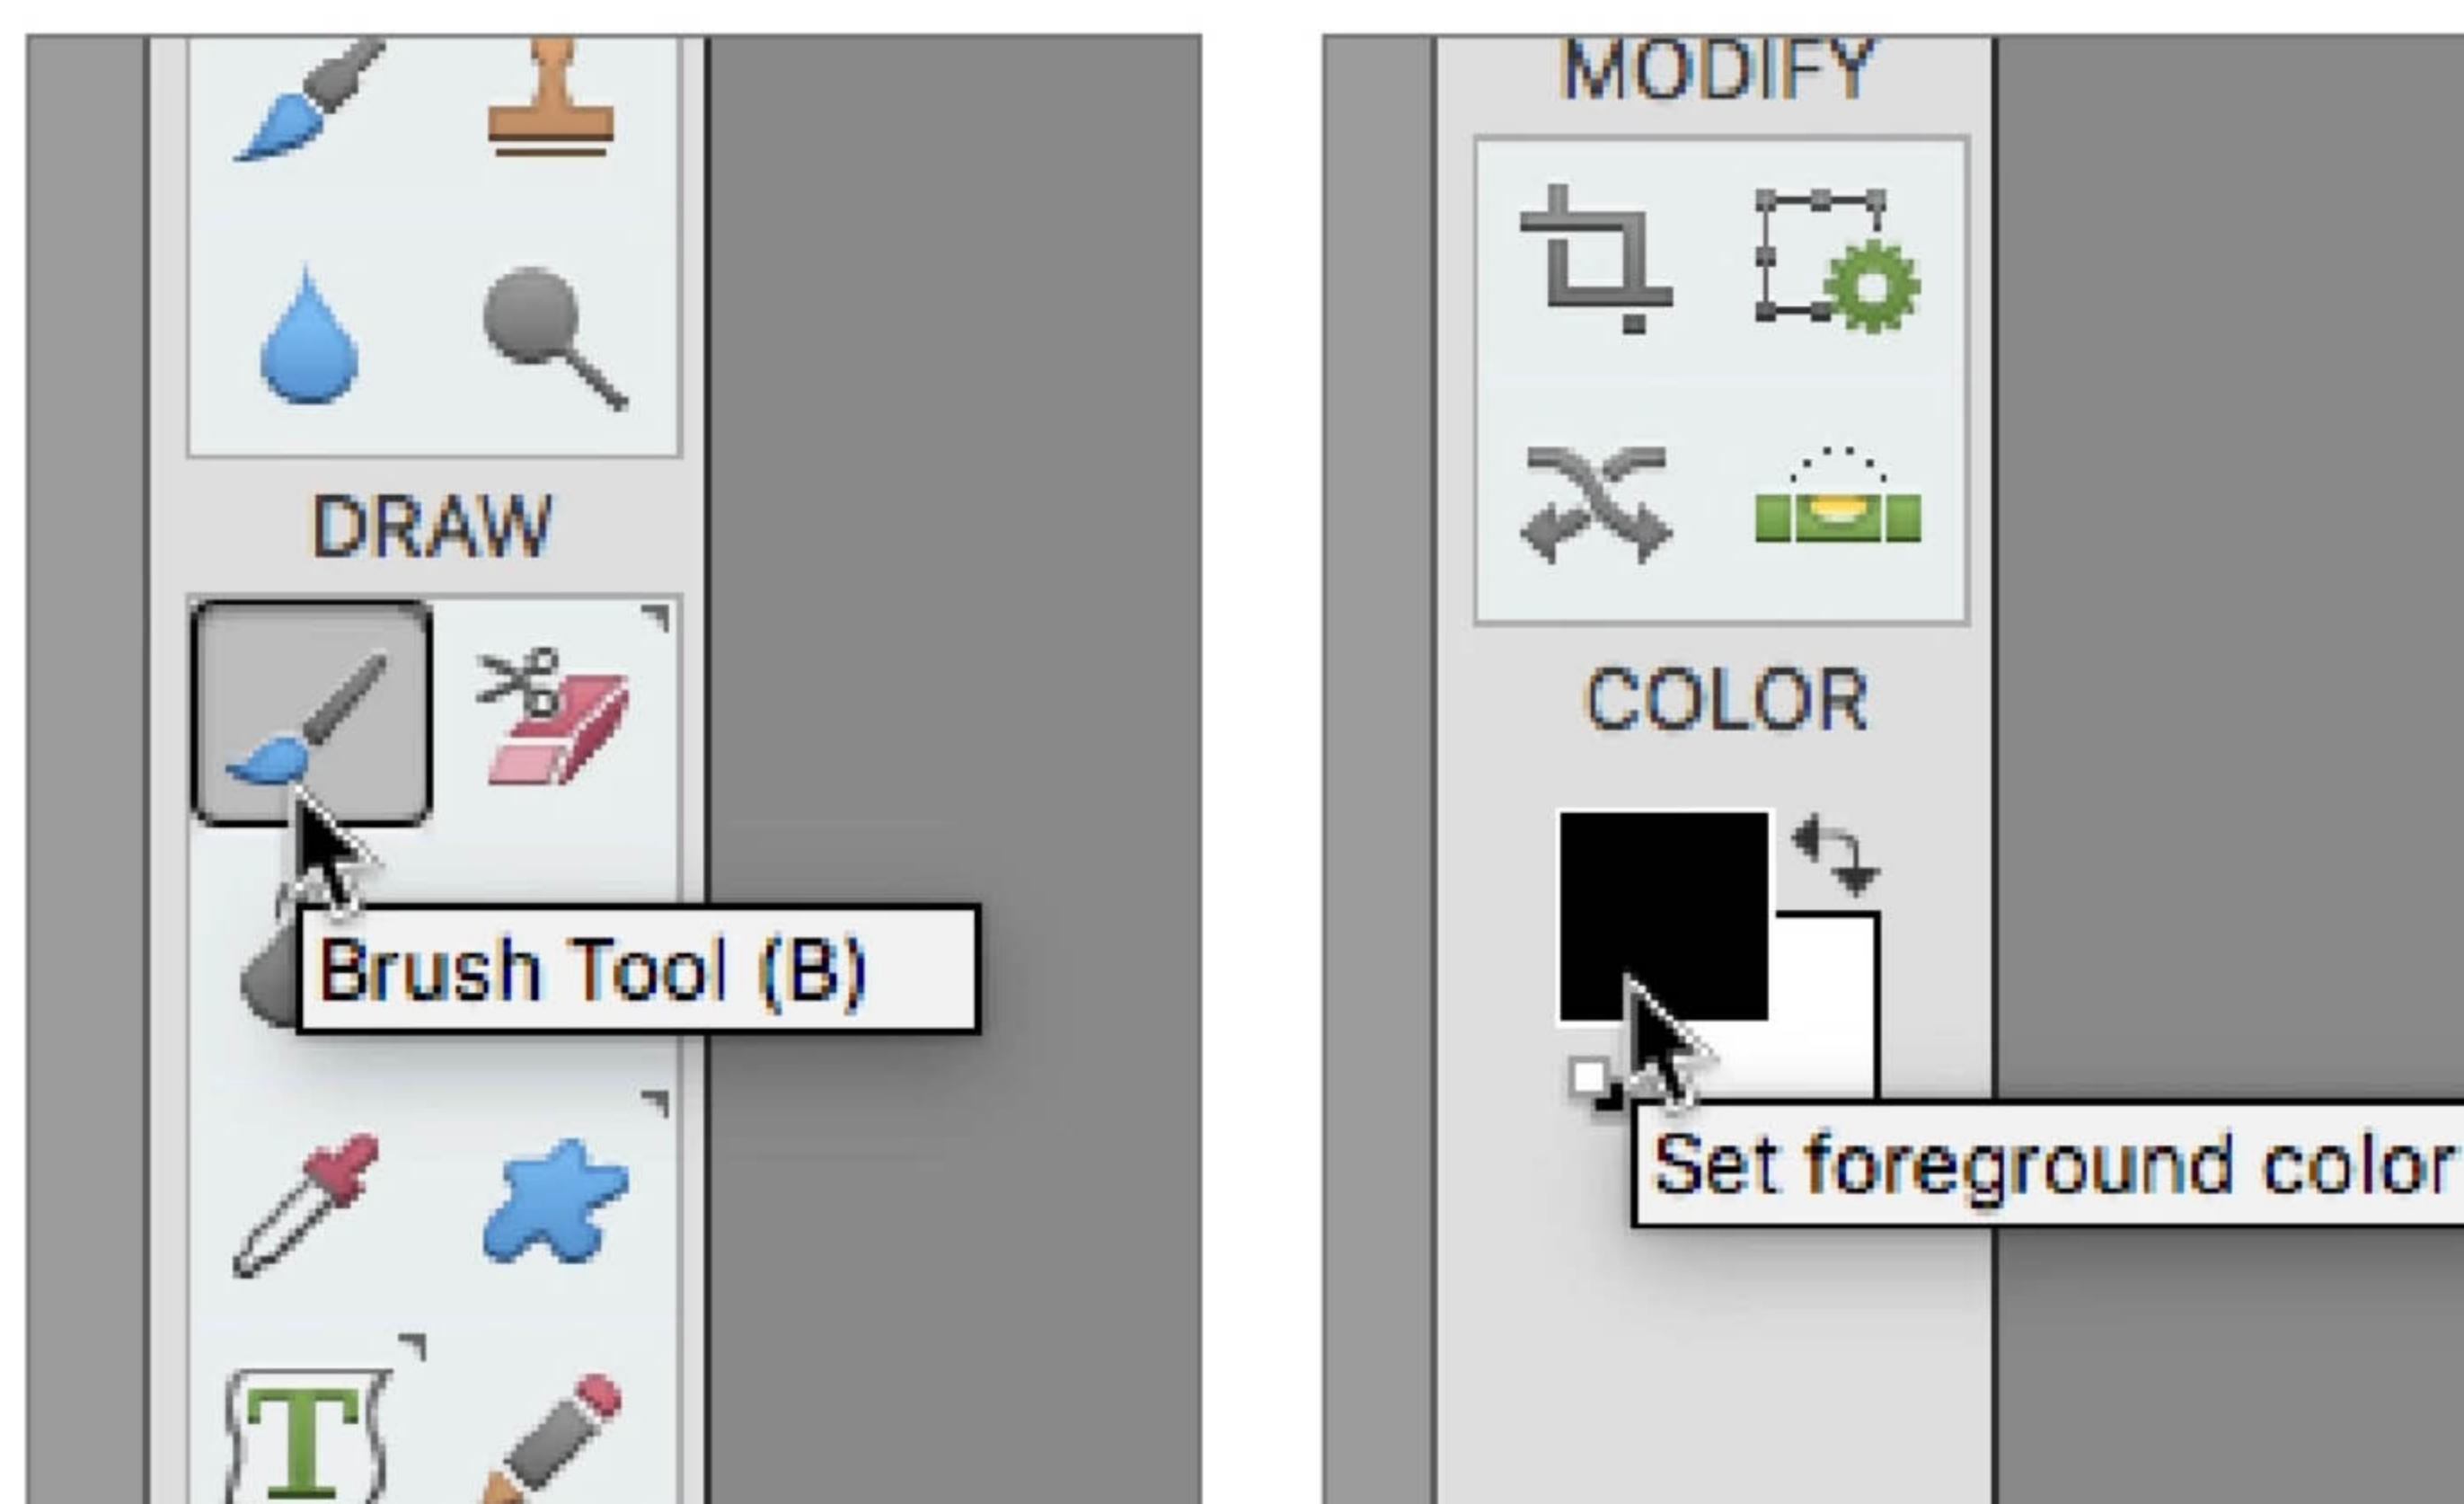 DRAW
Brush Tool (B)
T
MODIFY
COLOR
Set foreground color